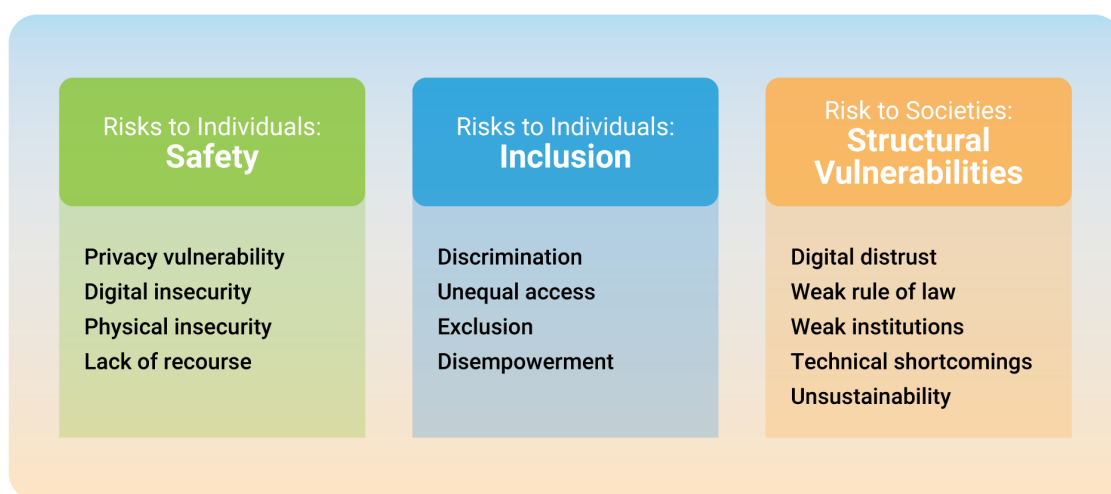 Risks to Individuals:
Safety
Privacy vulnerability
Digital insecurity
Physical insecurity
Lack of recourse
Risks to Individuals:
Inclusion
Discrimination
Unequal access
Exclusion
Disempowerment
Risk to Societies:
Structural
Vulnerabilities
Digital distrust
Weak rule of law
Weak institutions
Technical shortcomings
Unsustainability